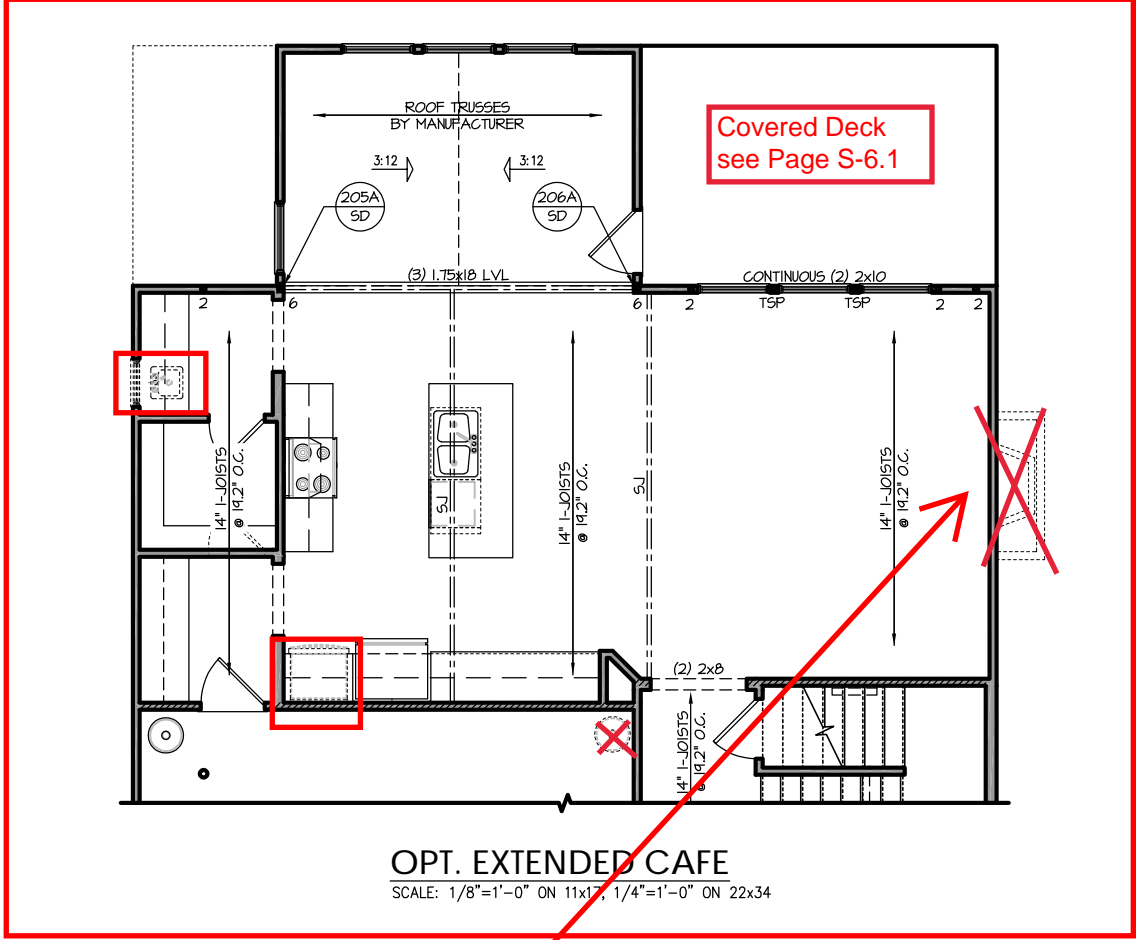 ROOF TRUSSES
BY MANUFACTURER
Covered Deck
see Page S-6.1
3:12
3:12
205A
SD
206A
SD
(3) 1.75x18 LVL
CONTINUOUS (2) 2x10
2
6
6
2
TSP
TSP
2
2
14" I-JOISTS
@ 19.2" O.C.
SJ
14" I-JOISTS
@ 19.2" O.C.
SJ
14" I-JOISTS
@ 19.2" O.C.
(2) 2x8
14" I-JOISTS
@ 19.2" O.C.
OPT. EXTENDED CAFE
SCALE: 1/8"=1'-0" ON 11x17, 1/4"=1'-0" ON 22x34